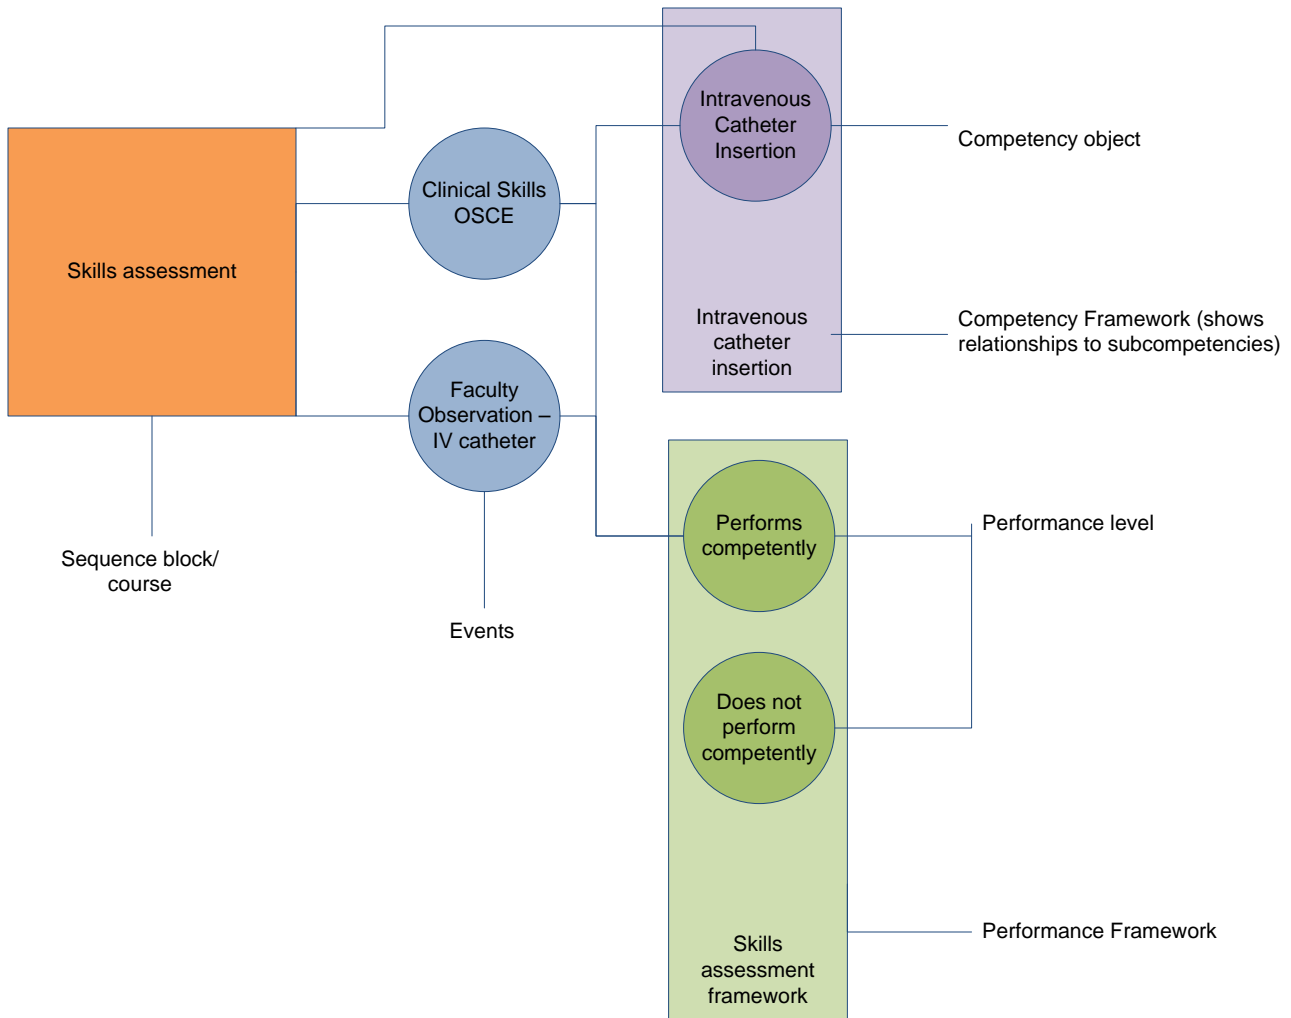 Intravenous
Catheter
Insertion
Competency object
Clinical Skills
OSCE
Skills assessment
Intravenous
catheter
insertion
Competency Framework (shows
relationships to subcompetencies)
Faculty
Observation –
IV catheter
Performs
competently
Performance level
Sequence block/
course
Events
Does not
perform
competently
Skills
assessment
framework
Performance Framework